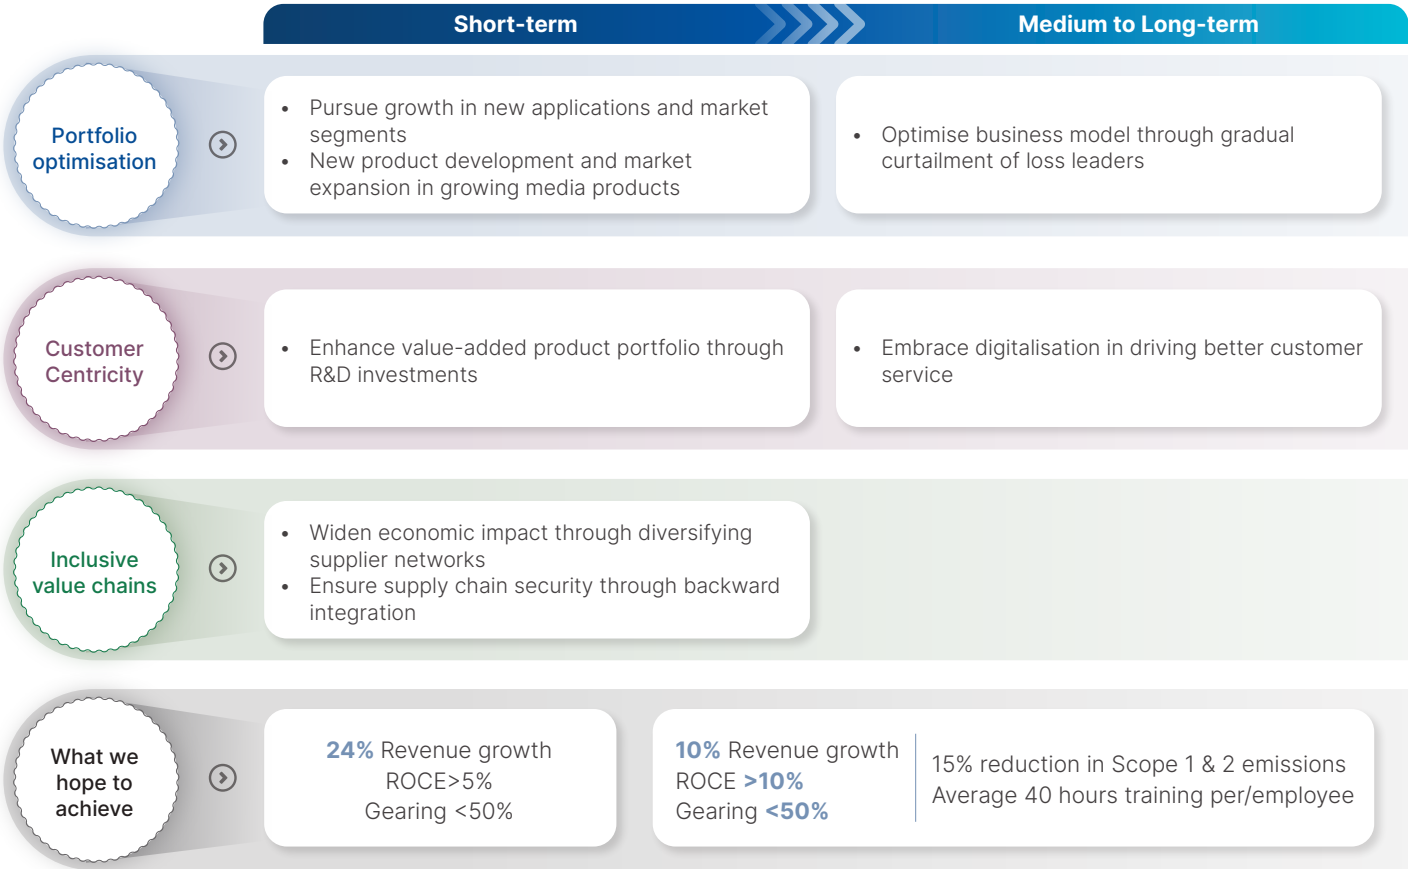 Short-term
Medium to Long-term
Portfolio
optimisation
• Pursue growth in new applications and market
segments
• New product development and market
expansion in growing media products
• Optimise business model through gradual
curtailment of loss leaders
Customer
Centricity
• Enhance value-added product portfolio through
R&D investments
• Embrace digitalisation in driving better customer
service
Inclusive
value chains
• Widen economic impact through diversifying
supplier networks
• Ensure supply chain security through backward
integration
What we
hope to
achieve
24% Revenue growth
ROCE>5%
Gearing <50%
10% Revenue growth
ROCE >10%
Gearing <50%
15% reduction in Scope 1 & 2 emissions
Average 40 hours training per/employee